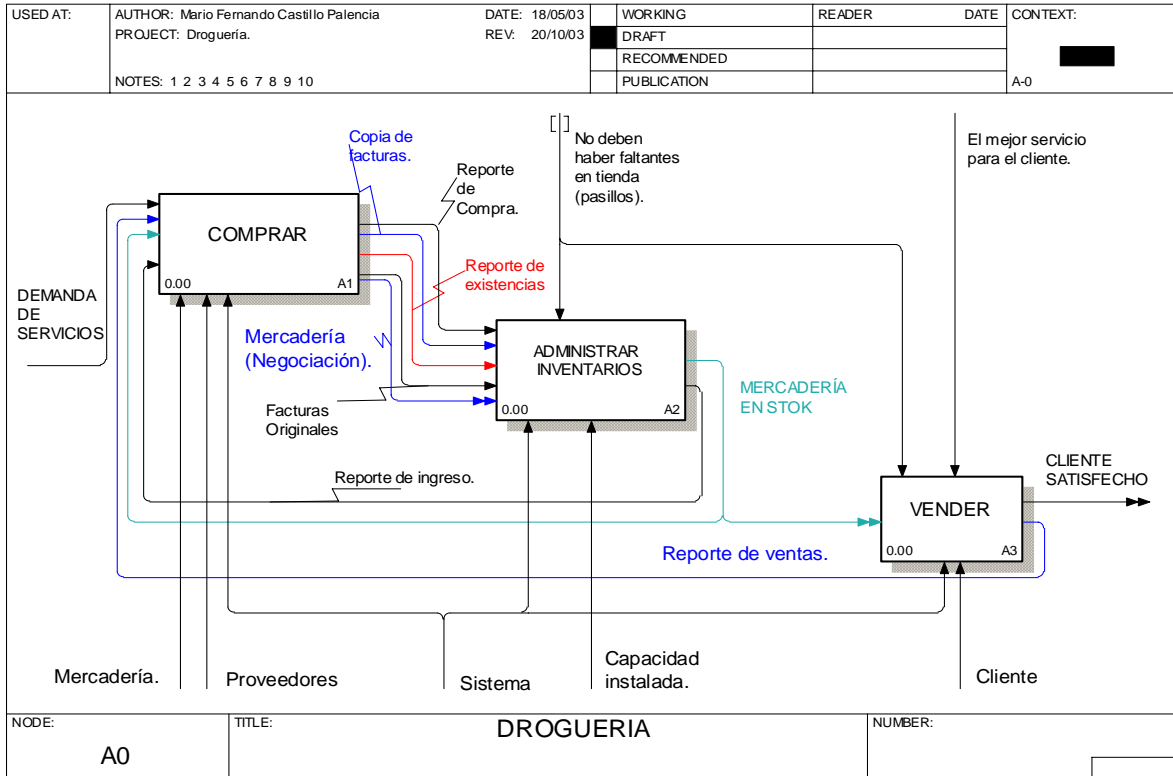 USED AT:
AUTHOR: Mario Fernando Castillo Palencia
DATE: 18/05/03
PROJECT: Droguería.
REV: 20/10/03
NOTES: 1 2 3 4 5 6 7 8 9 10
WORKING
DRAFT
RECOMMENDED
PUBLICATION
READER
DATE
CONTEXT:
A-0
Copia de
facturas.
Reporte
de
Compra.
No deben
haber faltantes
en tienda
(pasillos).
El mejor servicio
para el cliente.
COMPRAR
0.00
A1
DEMANDA
DE
SERVICIOS
Reporte de
existencias
Mercadería
(Negociación).
ADMINISTRAR
INVENTARIOS
0.00
A2
Facturas
Originales
MERCADERÍA
EN STOK
Reporte de ingreso.
CLIENTE
SATISFECHO
VENDER
0.00
A3
Reporte de ventas.
Mercadería.
Proveedores
Sistema
Capacidad
instalada.
Cliente
NODE:
A0
TITLE:
DROGUERIA
NUMBER: